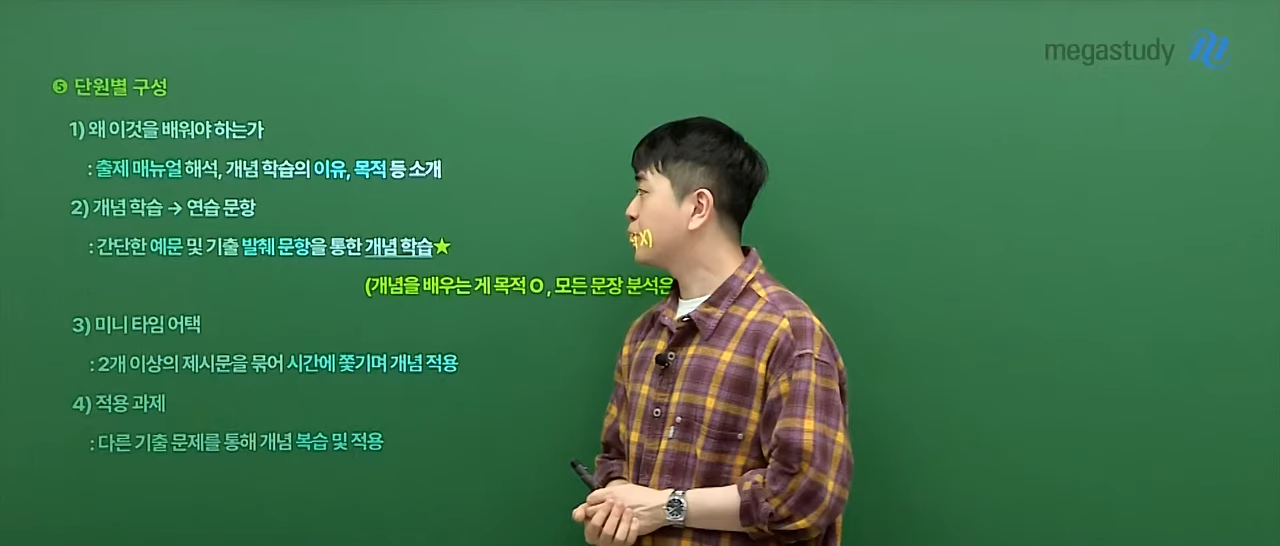 megastudy
❺ 단원별 구성
1) 왜 이것을 배워야 하는가
: 출제 매뉴얼 해석, 개념 학습의 이유, 목적 등 소개
2) 개념 학습 → 연습 문항
: 간단한 예문 및 기출 발췌 문항을 통한 개념 학습★
(개념을 배우는 게 목적 O , 모든 문장 분석은
3) 미니 타임 어택
: 2개 이상의 제시문을 묶어 시간에 쫓기며 개념 적용
4) 적용 과제
: 다른 기출 문제를 통해 개념 복습 및 적용